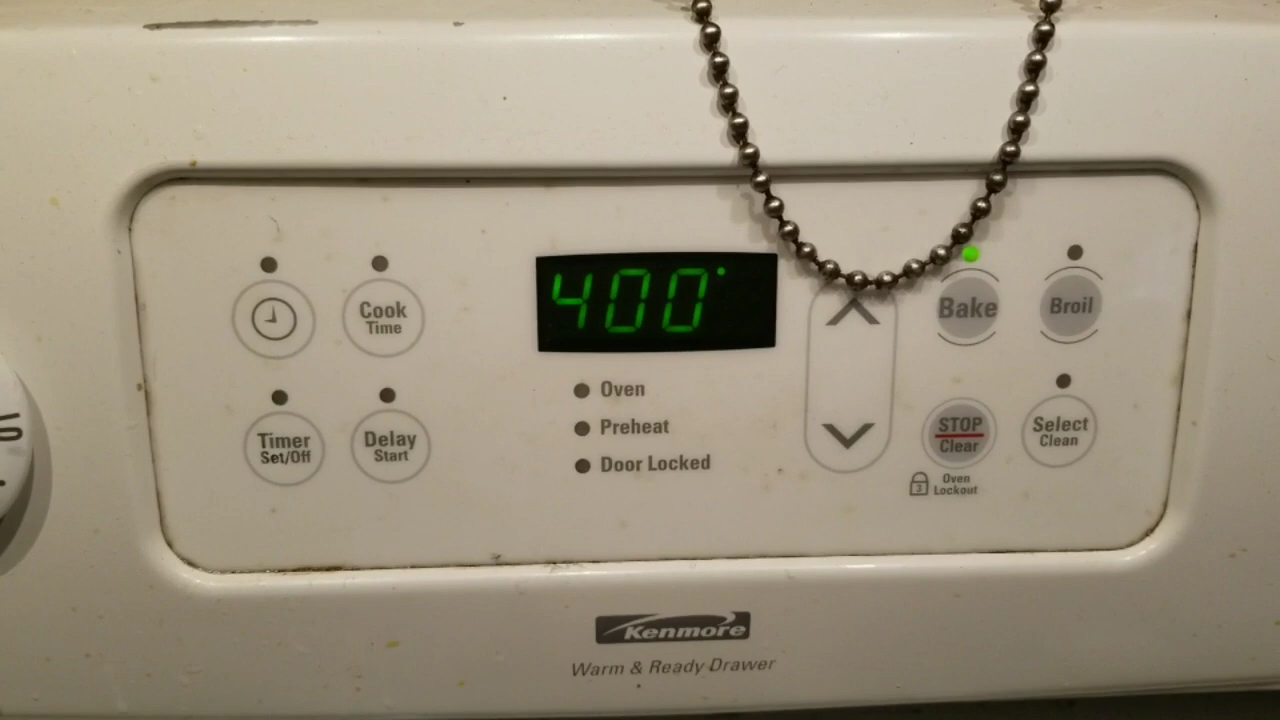 Cook
Time
400°
Bake
Broil
Oven
Preheat
Door Locked
Timer
Set/Off
Delay
Start
STOP
Clear
Select
Clean
3
Oven
Lockout
Kenmore
Warm & Ready Drawer